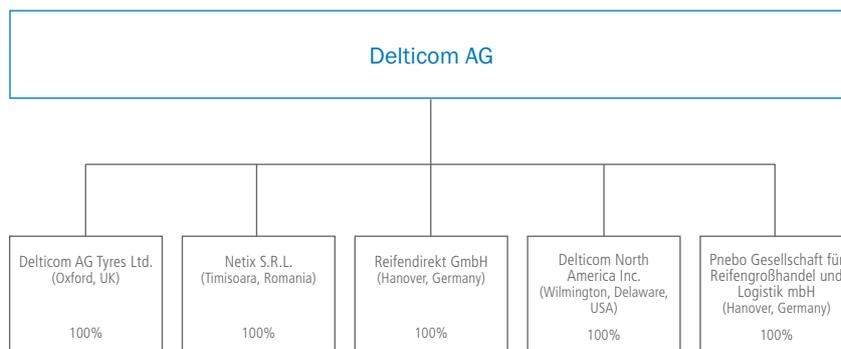 Delticom AG
Delticom AG Tyres Ltd.
(Oxford, UK)
100%
Netix S.R.L.
(Timisoara, Romania)
100%
Reifendirekt GmbH
(Hanover, Germany)
100%
Delticom North
America Inc.
(Wilmington, Delaware,
USA)
100%
Pnebo Gesellschaft für
Reifengroßhandel und
Logistik mbH
(Hanover, Germany)
100%